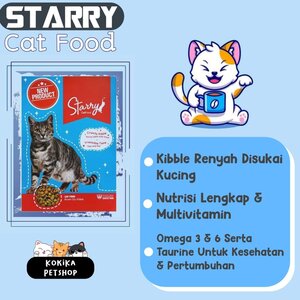 STARRY
Cat Food
NEW
PRODUCT
Starry
KOKIKA
PETSHOP
Kibble Renyah Disukai
Kucing
Nutrisi Lengkap &
Multivitamin
Omega 3 & 6 Serta
Taurine Untuk Kesehatan
& Pertumbuhan